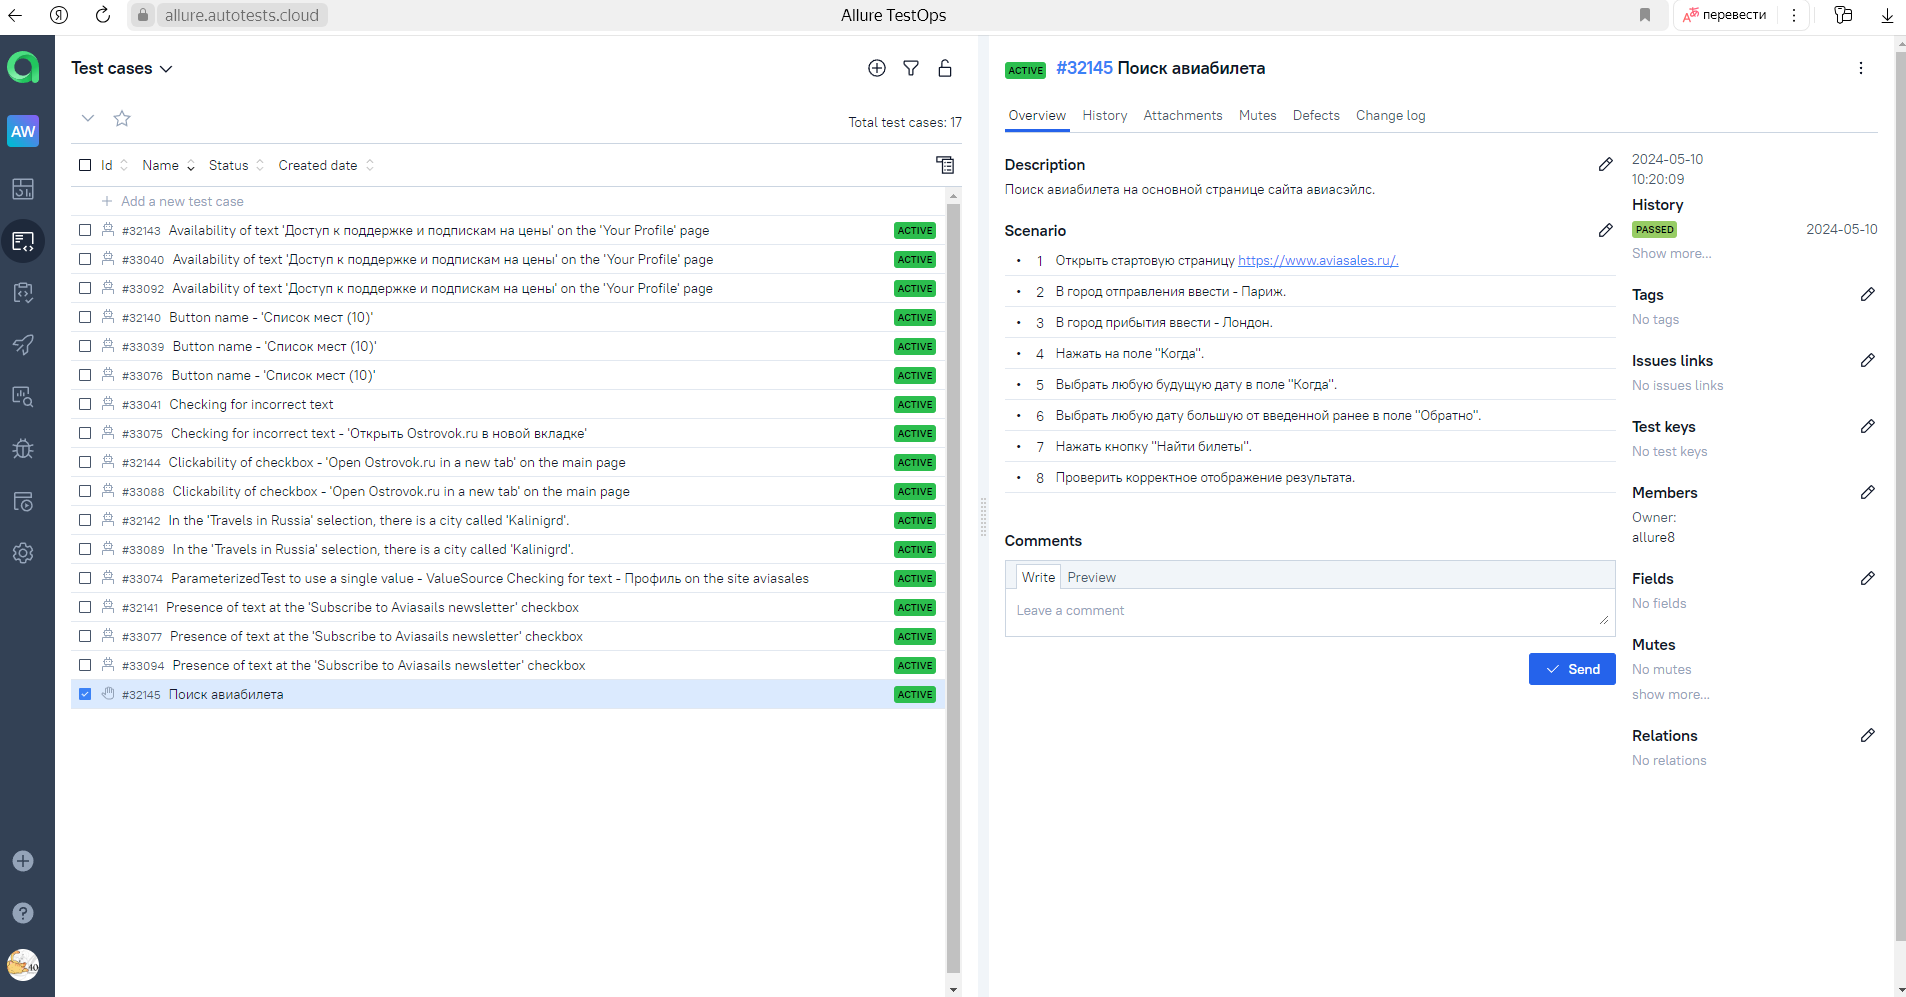 Я
allure.autotests.cloud
Allure TestOps
перевести
AW
Test cases
Total test cases: 17
Id Name Status Created date
Add a new test case
#32143 Availability of text 'Доступ к поддержке и подпискам на цены' on the 'Your Profile' page ACTIVE
#33040 Availability of text 'Доступ к поддержке и подпискам на цены' on the 'Your Profile' page ACTIVE
#33092 Availability of text 'Доступ к поддержке и подпискам на цены' on the 'Your Profile' page ACTIVE
#32140 Button name - 'Список мест (10)' ACTIVE
#33039 Button name - 'Список мест (10)' ACTIVE
#33076 Button name - 'Список мест (10)' ACTIVE
#33041 Checking for incorrect text ACTIVE
#33075 Checking for incorrect text - 'Открыть Ostrovok.ru в новой вкладке' ACTIVE
#32144 Clickability of checkbox - 'Open Ostrovok.ru in a new tab' on the main page ACTIVE
#33088 Clickability of checkbox - 'Open Ostrovok.ru in a new tab' on the main page ACTIVE
#32142 In the 'Travels in Russia' selection, there is a city called 'Kalinigrd'. ACTIVE
#33089 In the 'Travels in Russia' selection, there is a city called 'Kalinigrd'. ACTIVE
#33074 ParameterizedTest to use a single value - ValueSource Checking for text - Профиль on the site aviasales ACTIVE
#32141 Presence of text at the 'Subscribe to Aviasails newsletter' checkbox ACTIVE
#33077 Presence of text at the 'Subscribe to Aviasails newsletter' checkbox ACTIVE
#33094 Presence of text at the 'Subscribe to Aviasails newsletter' checkbox ACTIVE
#32145 Поиск авиабилета ACTIVE
ACTIVE #32145 Поиск авиабилета
Overview History Attachments Mutes Defects Change log
Description
Поиск авиабилета на основной странице сайта авиасэйлс.
Scenario
1 Открыть стартовую страницу https://www.aviasales.ru/.
2 В город отправления ввести - Париж.
3 В город прибытия ввести - Лондон.
4 Нажать на поле "Когда".
5 Выбрать любую будущую дату в поле "Когда".
6 Выбрать любую дату большую от введенной ранее в поле "Обратно".
7 Нажать кнопку "Найти билеты".
8 Проверить корректное отображение результата.
Comments
Write Preview
Leave a comment
Send
2024-05-10
10:20:09
History
PASSED 2024-05-10
Show more...
Tags
No tags
Issues links
No issues links
Test keys
No test keys
Members
Owner:
allure8
Fields
No fields
Mutes
No mutes
show more...
Relations
No relations